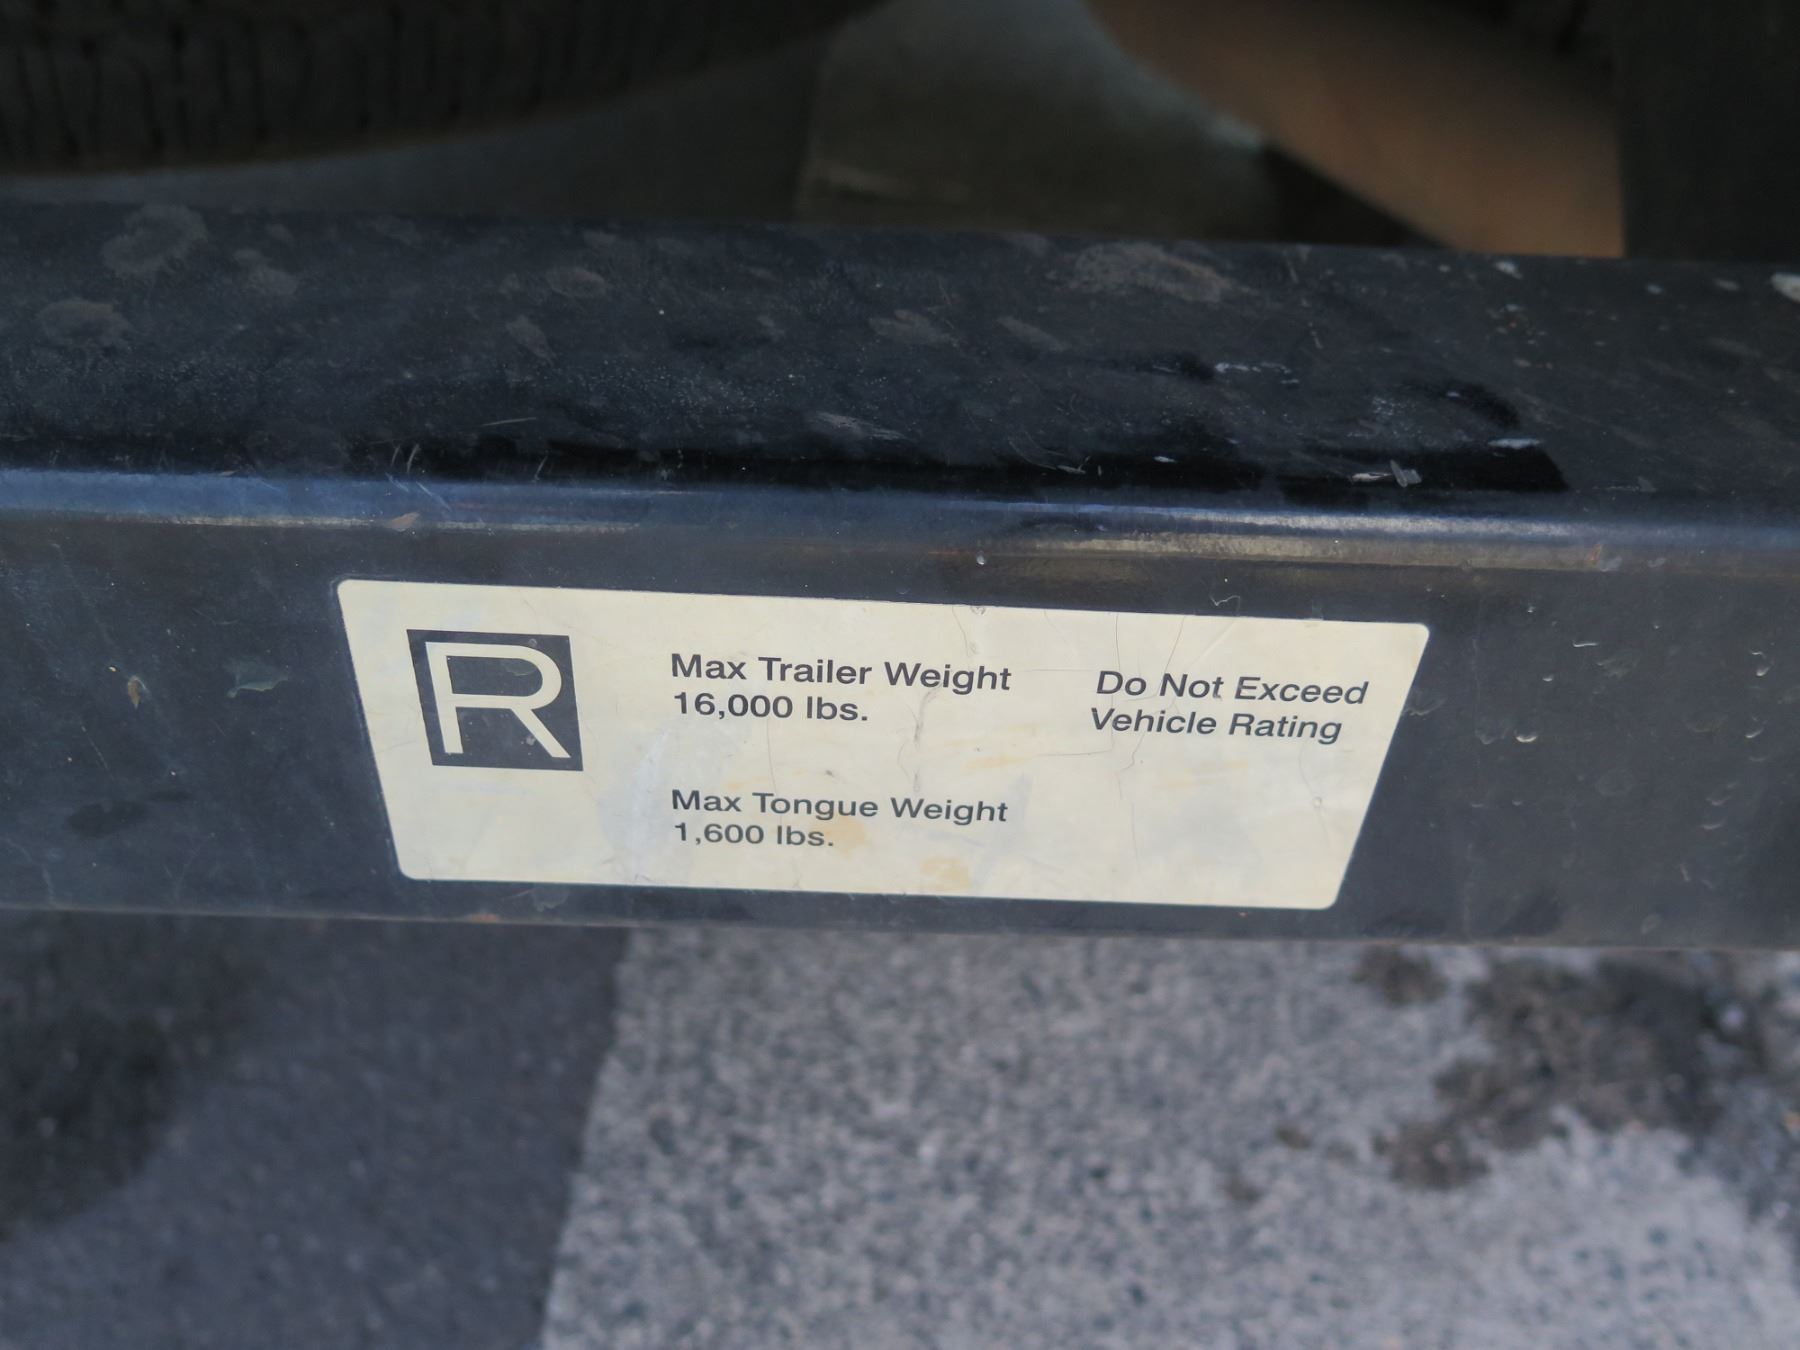 R
Max Trailer Weight
16,000 lbs.
Do Not Exceed
Vehicle Rating
Max Tongue Weight
1,600 lbs.